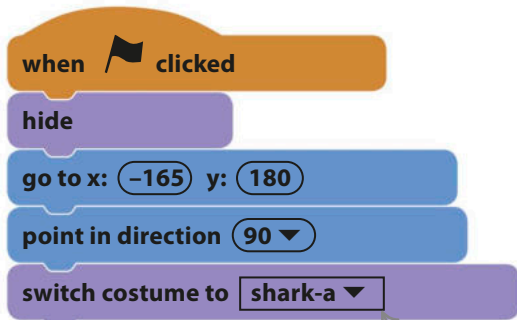 when clicked
hide
go to x: –165 y: 180
point in direction 90
switch costume to shark-a